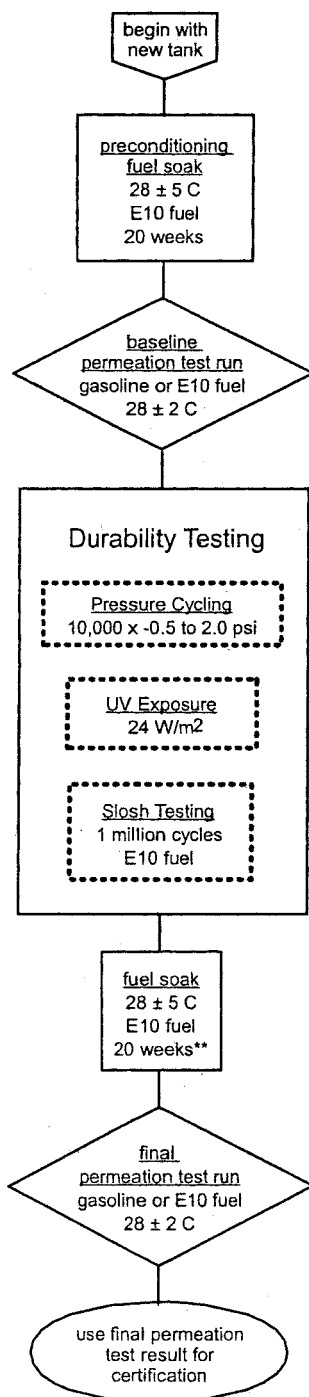 begin with
new tank
preconditioning
fuel soak
28 ± 5 C
E10 fuel
20 weeks
baseline
permeation test run
gasoline or E10 fuel
28 ± 2 C
Durability Testing
Pressure Cycling
10,000 x -0.5 to 2.0 psi
UV Exposure
24 W/m2
Slosh Testing
1 million cycles
E10 fuel
fuel soak
28 ± 5 C
E10 fuel
20 weeks**
final
permeation test run
gasoline or E10 fuel
28 ± 2 C
use final permeation
test result for
certification